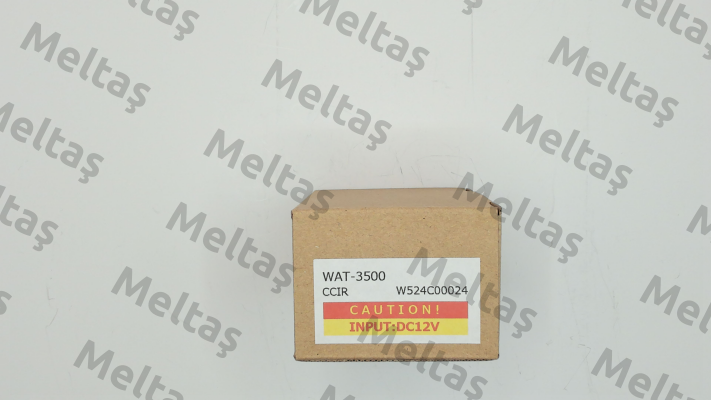 WAT-3500
CCIR W524C00024
CAUTION!
INPUT:DC12V
Meltaş